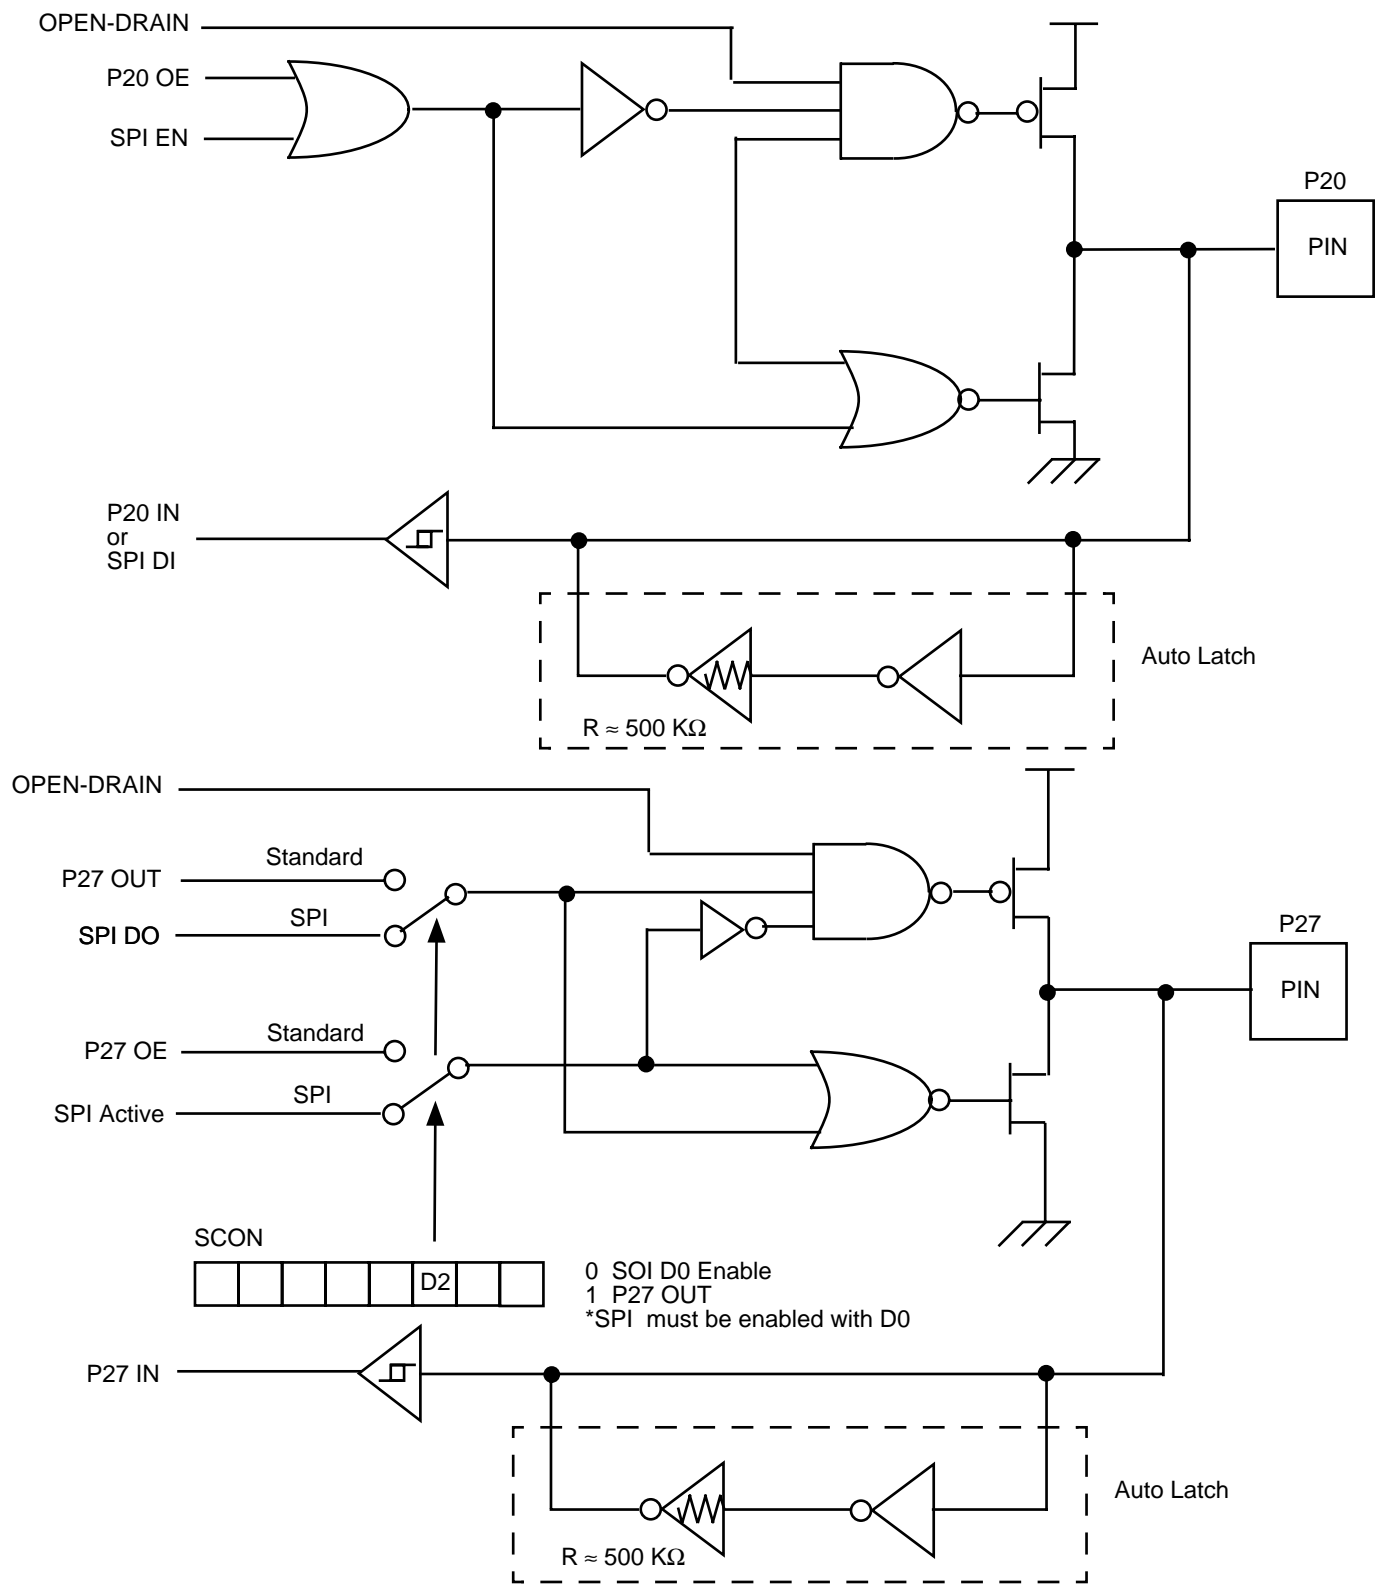 OPEN-DRAIN
P20 OE
SPI EN
P20
PIN
P20 IN
or
SPI DI
Auto Latch
R ≈ 500 KΩ
OPEN-DRAIN
Standard
P27 OUT
SPI
SPI DO
P27
PIN
Standard
P27 OE
SPI
SPI Active
SCON
D2
0 SOI D0 Enable
1 P27 OUT
*SPI must be enabled with D0
P27 IN
Auto Latch
R ≈ 500 KΩ